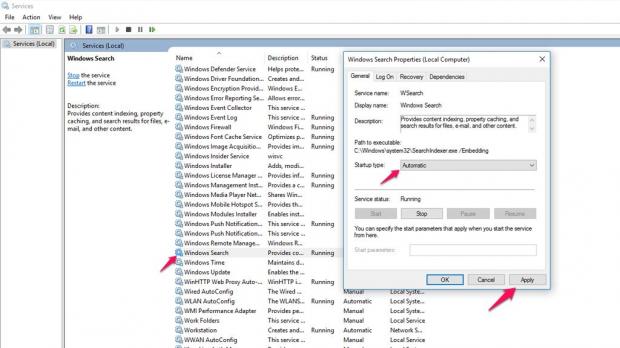 Services
File Action View Help
Services (Local)
Services (Local)
Windows Search
Stop the service
Restart the service
Description:
Provides content indexing, property
caching, and search results for files, e-mail,
and other content.
Name Description Status
Windows Defender Service Helps prote... Running
Windows Driver Foundation... Creates and...
Windows Encryption Provid... Windows E...
Windows Error Reporting Se... Allows error...
Windows Event Collector This service ...
Windows Event Log This service ... Running
Windows Firewall Windows Fi... Running
Windows Font Cache Service Optimizes p... Running
Windows Image Acquisitio... Provides im... Running
Windows Insider Service wisvc
Windows Installer Adds, modi...
Windows License Manager ... Provides inf... Running
Windows Management Inst... Provides a c... Running
Windows Media Player Net... Shares Win...
Windows Mobile Hotspot S... Provides th...
Windows Modules Installer Enables inst...
Windows Push Notification... This service ... Running
Windows Push Notification... This service ... Running
Windows Remote Manage... Windows R...
Windows Search Provides co... Running
Windows Time Maintains d...
Windows Update Enables the ...
WinHTTP Web Proxy Auto-... WinHTTP i... Running
Wired AutoConfig The Wired ... Manual Local Syste...
WLAN AutoConfig The WLANS... Running Automatic Local Syste...
WMI Performance Adapter Provides pe... Manual Local Syste...
Work Folders This service ... Manual Local Service
Workstation Creates and... Running Automatic Network S...
WWAN AutoConfig This service ... Manual Local Syste...
Windows Search Properties (Local Computer)
General Log On Recovery Dependencies
Service name: WSearch
Display name: Windows Search
Description: Provides content indexing, property caching, and
search results for files, e-mail, and other content.
Path to executable:
C:\Windows\system32\SearchIndexer.exe /Embedding
Startup type: Automatic
Service status: Running
Start Stop Pause Resume
You can specify the start parameters that apply when you start the service
from here.
Start parameters:
OK Cancel Apply